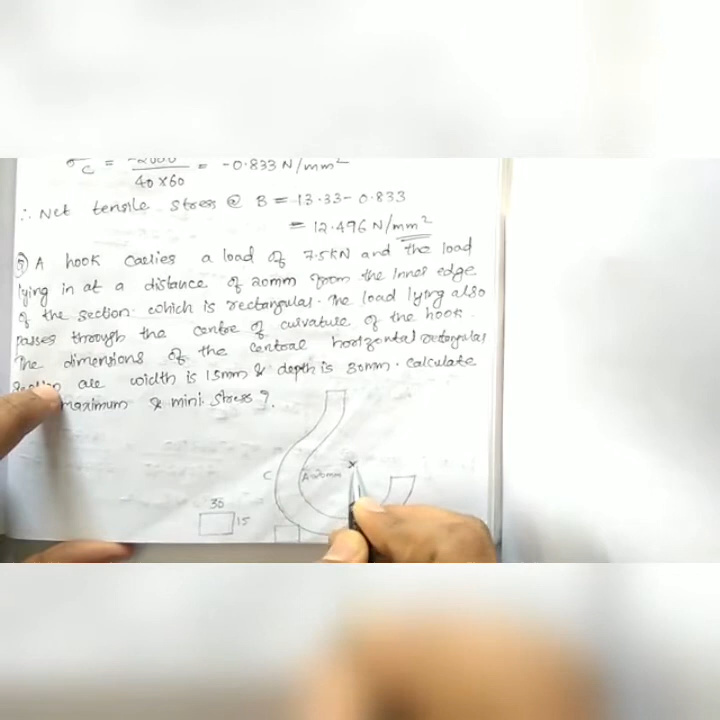 σc = -2000 / 40×60 = -0.833 N/mm²
∴ Net tensile stress @ B = 13.33 - 0.833
= 12.496 N/mm²
⑤ A hook carries a load of 7.5KN and the load
lying in at a distance of 20mm from the inner edge
of the section which is rectangular. The load lying also
passes through the centre of curvature of the hook.
The dimensions of the central horizontal rectangular
are width is 15mm & depth is 30mm. Calculate
maximum & mini stress?
C
30
15